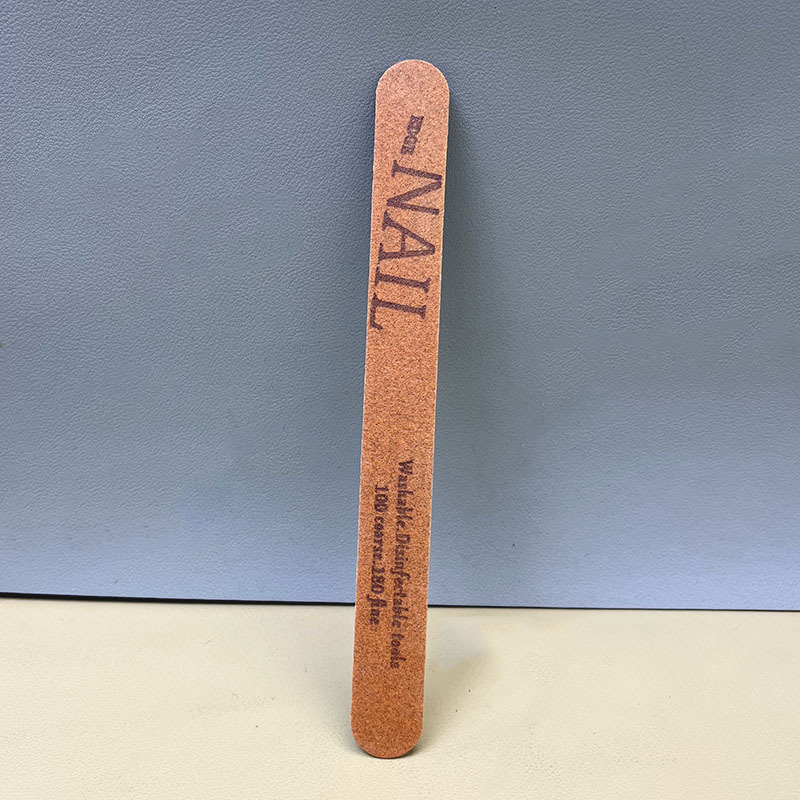 NAIL
Washable.Disinfectable tools
100 coarse.180 fine